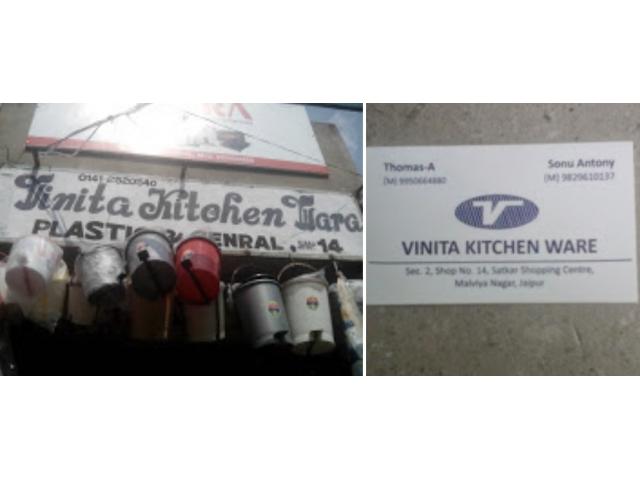 0141-2520540
Vinita Kitchen Wara
PLASTIC & GENRAL SHOP 14
Thomas-A
(M) 9950664880
Sonu Antony
(M) 9829610137
VINITA KITCHEN WARE
Sec. 2, Shop No. 14, Satkar Shopping Centre,
Malviya Nagar, Jaipur